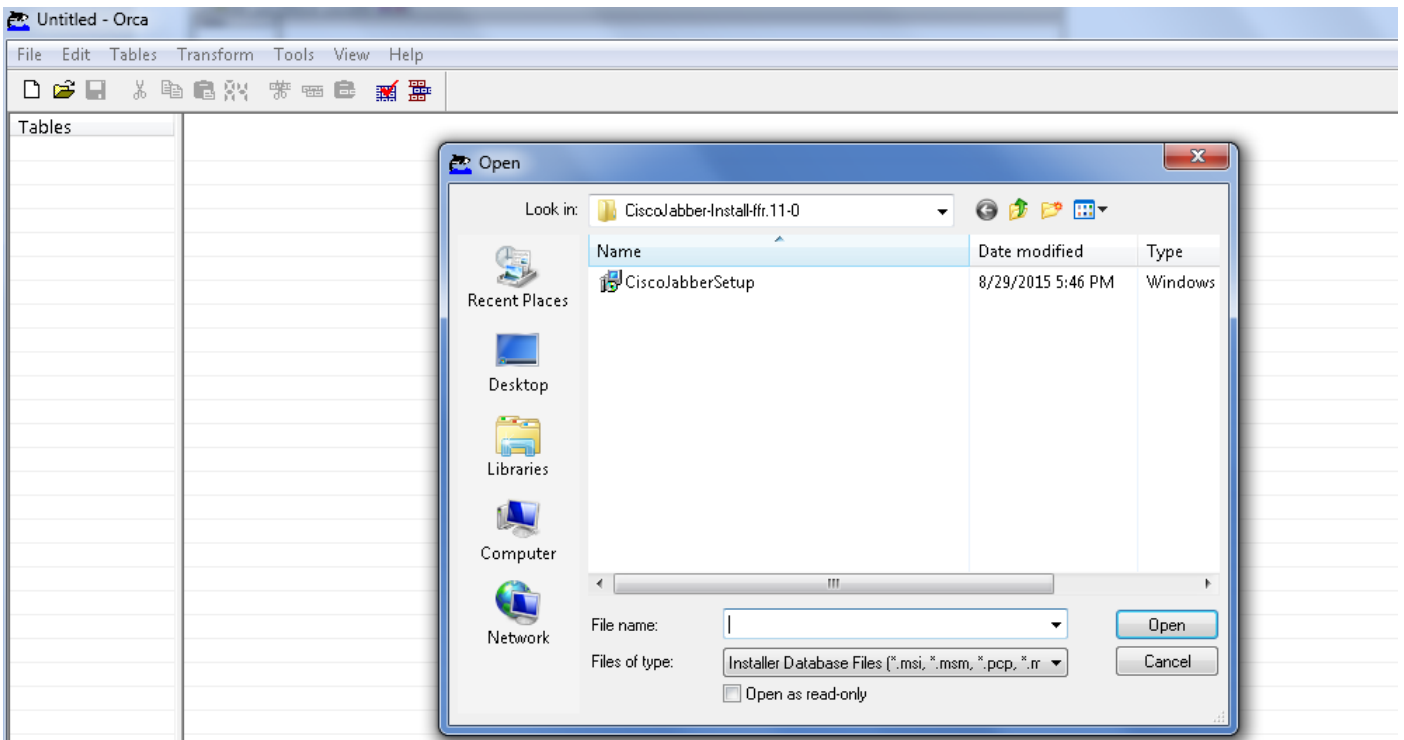 Untitled - Orca
File Edit Tables Transform Tools View Help
Tables
Open
Look in: CiscoJabber-Install-ffr.11-0
Name Date modified Type
CiscoJabberSetup 8/29/2015 5:46 PM Windows
Recent Places
Desktop
Libraries
Computer
Network
File name: Open
Files of type: Installer Database Files (*.msi, *.msm, *.pcp, *.m Cancel
Open as read-only